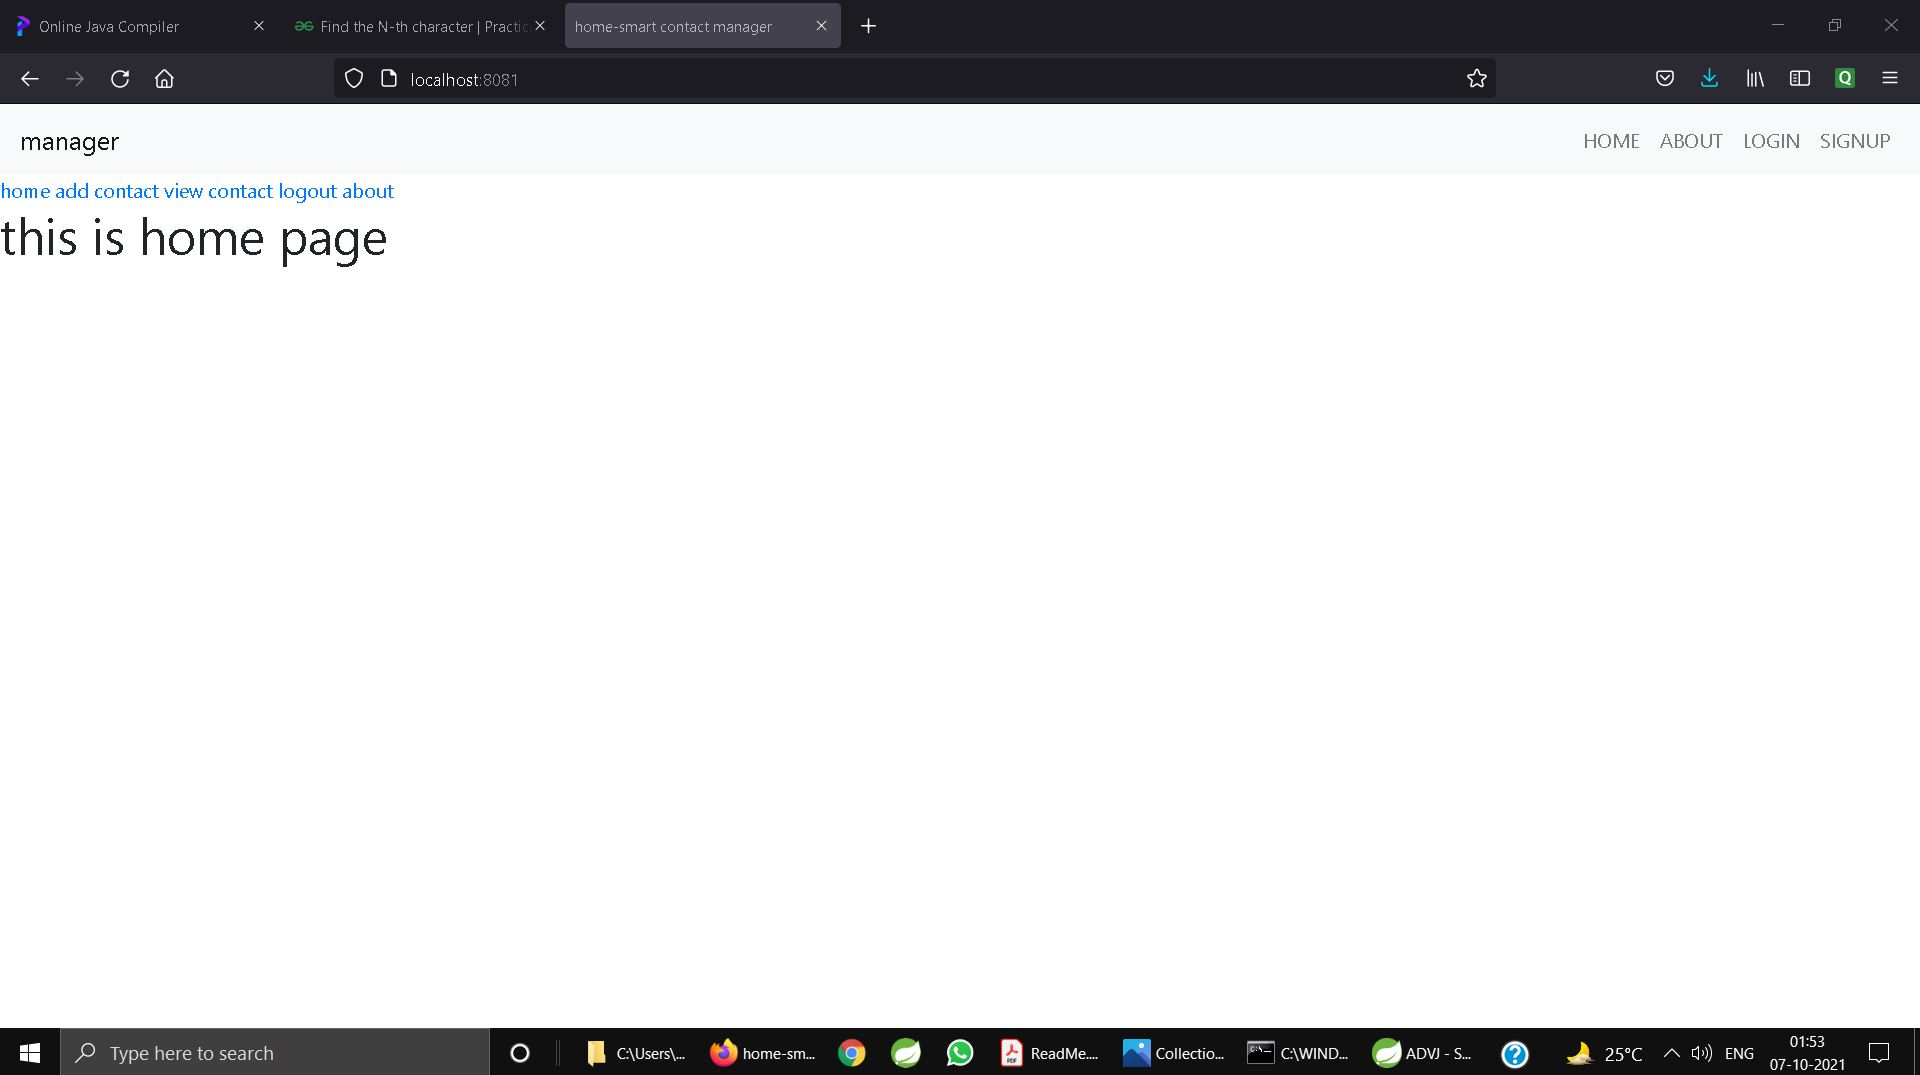 Online Java Compiler
Find the N-th character | Practic
home-smart contact manager
localhost:8081
Q
manager
HOME ABOUT LOGIN SIGNUP
home add contact view contact logout about
this is home page
Type here to search
C:\Users\...
home-sm...
ReadMe....
Collectio...
C:\WIND...
ADVJ - S...
25°C
ENG
01:53
07-10-2021